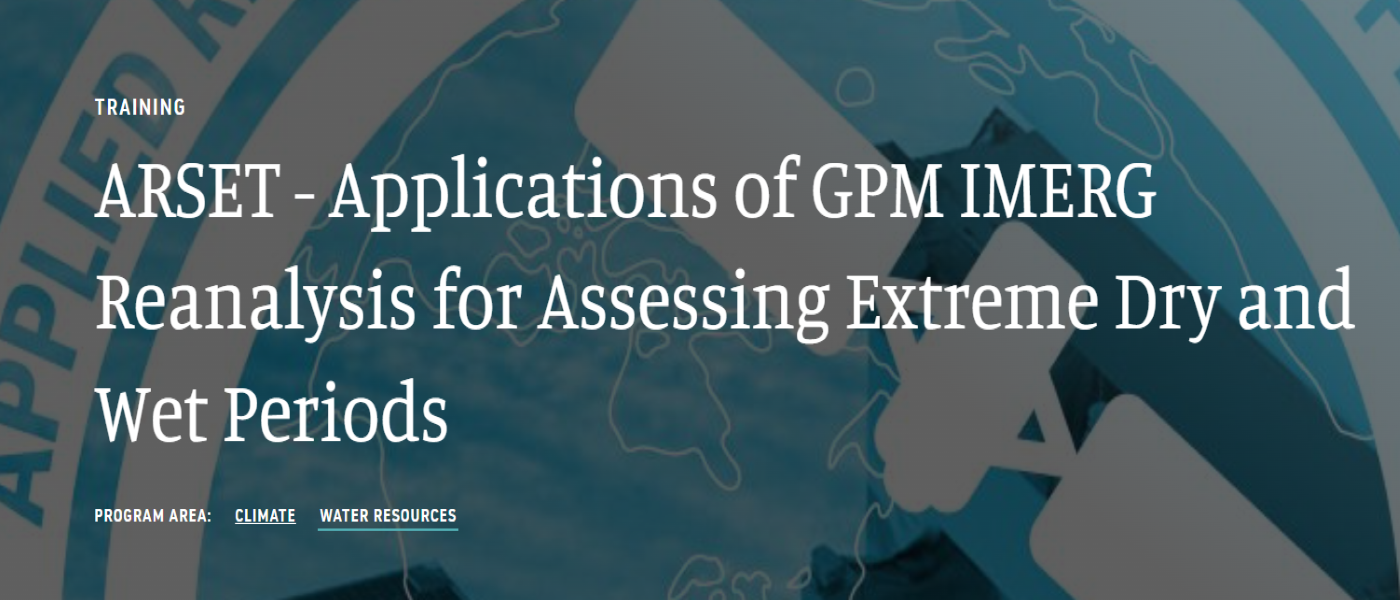 TRAINING
ARSET - Applications of GPM IMERG
Reanalysis for Assessing Extreme Dry and
Wet Periods
PROGRAM AREA: CLIMATE WATER RESOURCES
APPLIED